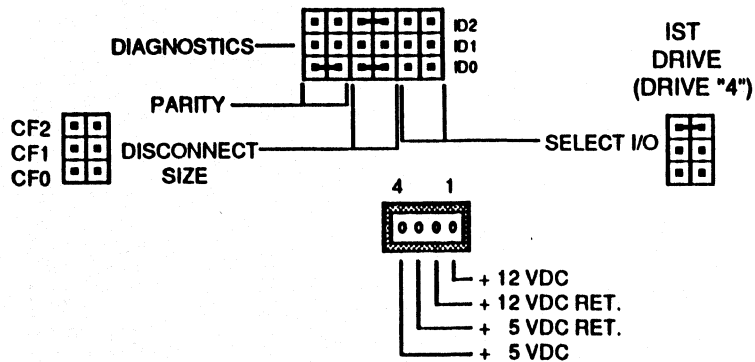 DIAGNOSTICS
ID2
ID1
ID0
IST
DRIVE
(DRIVE "4")
PARITY
CF2
CF1
CF0
DISCONNECT
SIZE
SELECT I/O
4 1
0 0 0 0
+ 12 VDC
+ 12 VDC RET.
+ 5 VDC RET.
+ 5 VDC